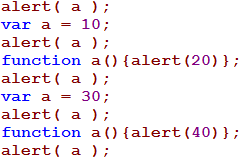 alert( a );
var a = 10;
alert( a );
function a(){alert(20)};
alert( a );
var a = 30;
alert( a );
function a(){alert(40)};
alert( a );